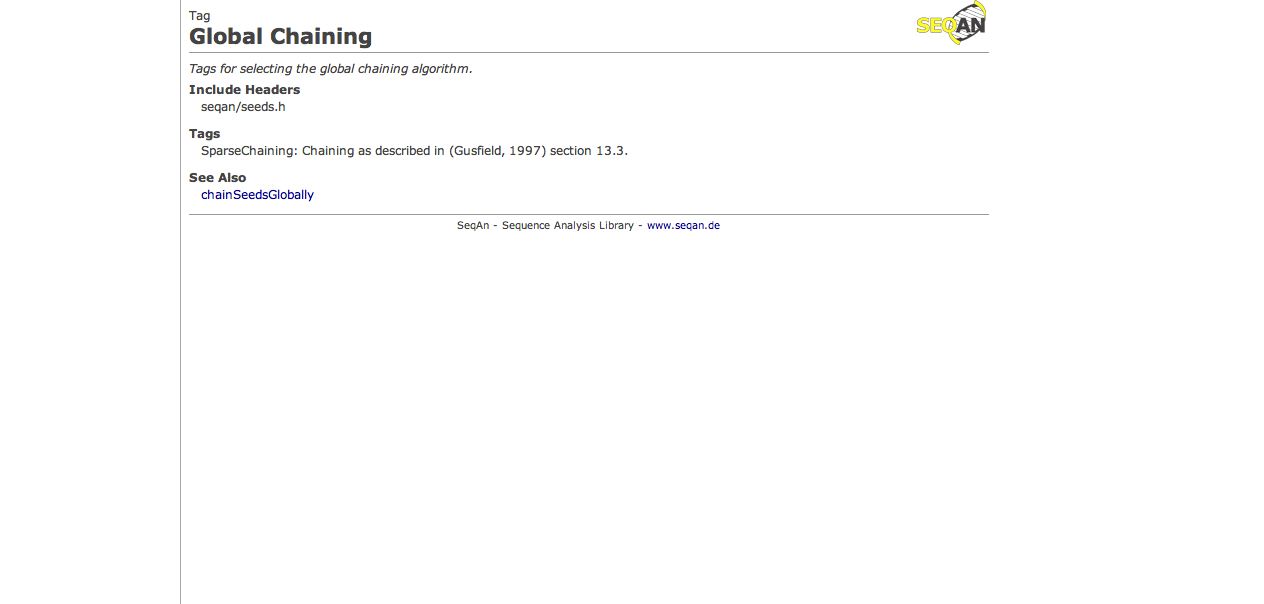 Tag
SEQAN
Global Chaining
Tags for selecting the global chaining algorithm.
Include Headers
seqan/seeds.h
Tags
SparseChaining: Chaining as described in (Gusfield, 1997) section 13.3.
See Also
chainSeedsGlobally
SeqAn - Sequence Analysis Library - www.seqan.de